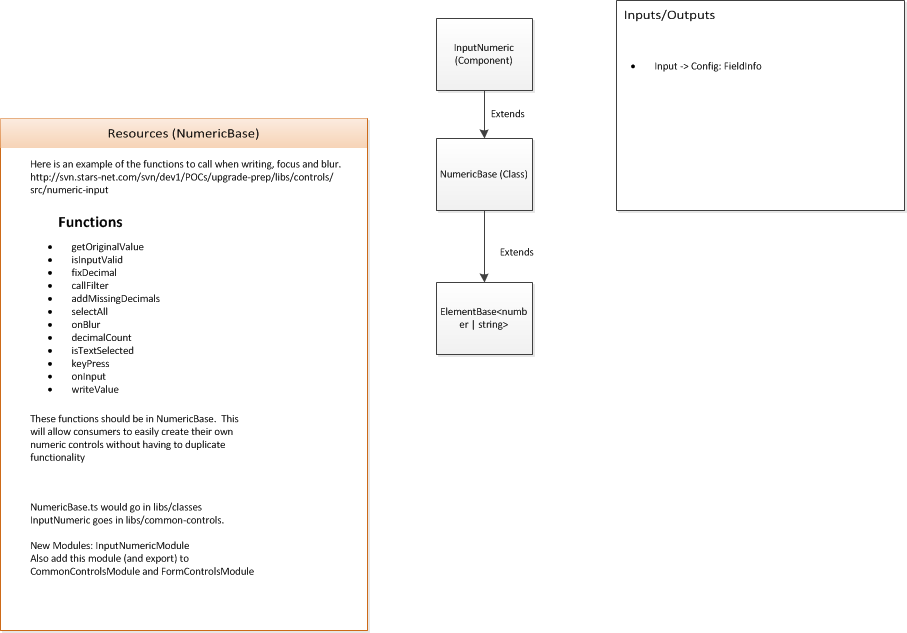 Resources (NumericBase)
Here is an example of the functions to call when writing, focus and blur.
http://svn.stars-net.com/svn/dev1/POCs/upgrade-prep/libs/controls/
src/numeric-input
Functions
• getOriginalValue
• isInputValid
• fixDecimal
• callFilter
• addMissingDecimals
• selectAll
• onBlur
• decimalCount
• isTextSelected
• keyPress
• onInput
• writeValue
These functions should be in NumericBase.  This
will allow consumers to easily create their own
numeric controls without having to duplicate
functionality
NumericBase.ts would go in libs/classes
InputNumeric goes in libs/common-controls.
New Modules: InputNumericModule
Also add this module (and export) to
CommonControlsModule and FormControlsModule
InputNumeric
(Component)
Extends
NumericBase (Class)
Extends
ElementBase<numb
er | string>
Inputs/Outputs
• Input -> Config: FieldInfo